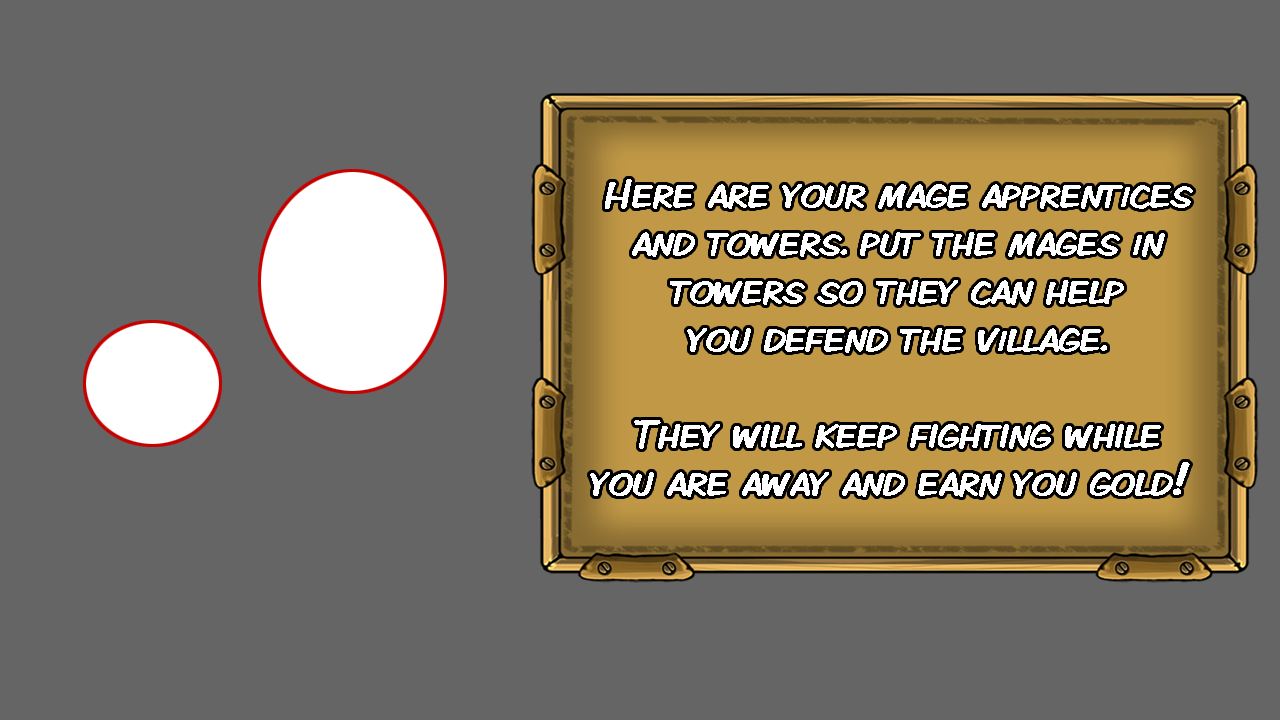 Here are your mage apprentices
and towers. Put the mages in
towers so they can help
you defend the village.
They will keep fighting while
you are away and earn you gold!